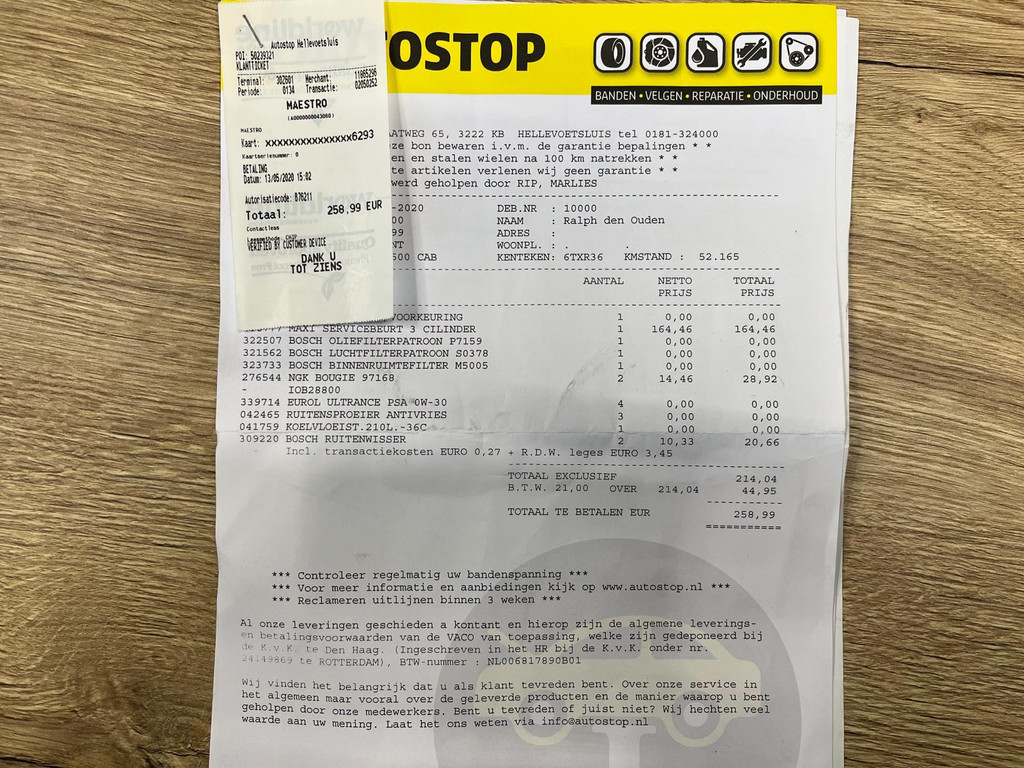 Autostop Hellevoetsluis
POI: 50239321
KLANTTICKET
Terminal: 302601 Merchant: 11065296
Periode: 0134 Transactie: 02050252
MAESTRO
(A0000000043060)
MAESTRO
Kaart: xxxxxxxxxxxxxxx6293
Kaartserienummer: 0
BETALING
Datum: 13/05/2020 15:02
Autorisatiecode: 876211
Totaal: 258,99 EUR
Contactless
VERIFIED BY CUSTOMER DEVICE
DANK U
TOT ZIENS
TOSTOP
BANDEN • VELGEN • REPARATIE • ONDERHOUD
ATWEG 65, 3222 KB HELLEVOETSLUIS tel 0181-324000
ze bon bewaren i.v.m. de garantie bepalingen * *
en en stalen wielen na 100 km natrekken * *
te artikelen verlenen wij geen garantie * *
werd geholpen door RIP, MARLIES
-2020 DEB.NR : 10000
00 NAAM : Ralph den Ouden
99 ADRES :
NT WOONPL. : . .
500 CAB KENTEKEN: 6TXR36 KMSTAND : 52.165
AANTAL NETTO TOTAAL
PRIJS PRIJS
VOORKEURING 1 0,00 0,00
MAXI SERVICEBEURT 3 CILINDER 1 164,46 164,46
322507 BOSCH OLIEFILTERPATROON P7159 1 0,00 0,00
321562 BOSCH LUCHTFILTERPATROON S0378 1 0,00 0,00
323733 BOSCH BINNENRUIMTEFILTER M5005 1 0,00 0,00
276544 NGK BOUGIE 97168 2 14,46 28,92
- IOB28800
339714 EUROL ULTRANCE PSA 0W-30 4 0,00 0,00
042465 RUITENSPROEIER ANTIVRIES 3 0,00 0,00
041759 KOELVLOEIST.210L.-36C 1 0,00 0,00
309220 BOSCH RUITENWISSER 2 10,33 20,66
Incl. transactiekosten EURO 0,27 + R.D.W. leges EURO 3,45
TOTAAL EXCLUSIEF 214,04
B.T.W. 21,00 OVER 214,04 44,95
TOTAAL TE BETALEN EUR 258,99
*** Controleer regelmatig uw bandenspanning ***
*** Voor meer informatie en aanbiedingen kijk op www.autostop.nl ***
*** Reclameren uitlijnen binnen 3 weken ***
Al onze leveringen geschieden a kontant en hierop zijn de algemene leverings-
en betalingsvoorwaarden van de VACO van toepassing, welke zijn gedeponeerd bij
de K.v.K. te Den Haag. (Ingeschreven in het HR bij de K.v.K. onder nr.
24149869 te ROTTERDAM), BTW-nummer : NL006817890B01
Wij vinden het belangrijk dat u als klant tevreden bent. Over onze service in
het algemeen maar vooral over de geleverde producten en de manier waarop u bent
geholpen door onze medewerkers. Bent u tevreden of juist niet? Wij hechten veel
waarde aan uw mening. Laat het ons weten via info@autostop.nl